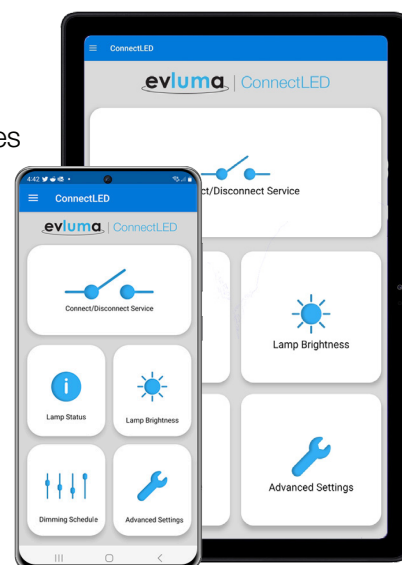 ConnectLED
evluma | ConnectLED
ct/Disconnect Service
Lamp Brightness
Advanced Settings
es
4:42
ConnectLED
evluma | ConnectLED
Connect/Disconnect Service
Lamp Status
Lamp Brightness
Dimming Schedule
Advanced Settings